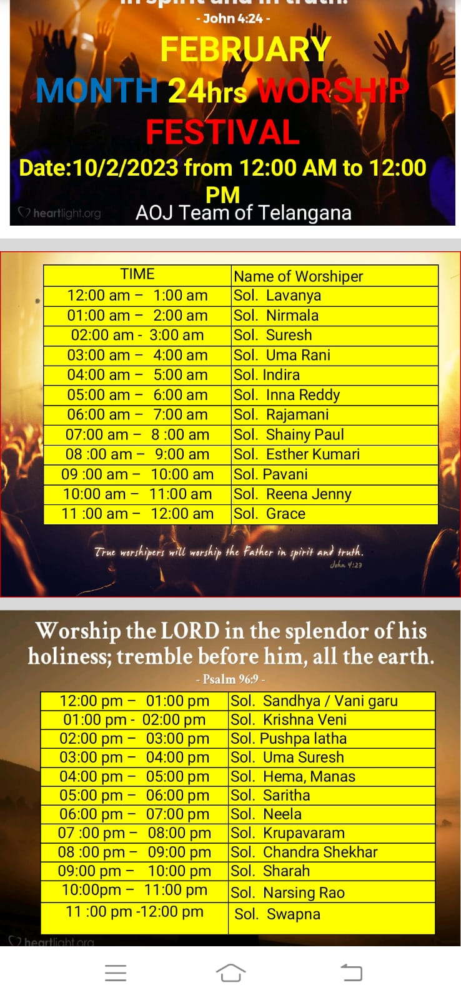 in spirit and in truth.
- John 4:24 -
FEBRUARY
MONTH 24hrs WORSHIP
FESTIVAL
Date:10/2/2023 from 12:00 AM to 12:00
PM
heartlight.org AOJ Team of Telangana
TIME Name of Worshiper
12:00 am – 1:00 am Sol. Lavanya
01:00 am – 2:00 am Sol. Nirmala
02:00 am - 3:00 am Sol. Suresh
03:00 am – 4:00 am Sol. Uma Rani
04:00 am – 5:00 am Sol. Indira
05:00 am – 6:00 am Sol. Inna Reddy
06:00 am – 7:00 am Sol. Rajamani
07:00 am – 8 :00 am Sol. Shainy Paul
08 :00 am – 9:00 am Sol. Esther Kumari
09 :00 am – 10:00 am Sol. Pavani
10:00 am – 11:00 am Sol. Reena Jenny
11 :00 am – 12:00 am Sol. Grace
True worshipers will worship the Father in spirit and truth.
John 4:23
Worship the LORD in the splendor of his
holiness; tremble before him, all the earth.
- Psalm 96:9 -
12:00 pm – 01:00 pm Sol. Sandhya / Vani garu
01:00 pm - 02:00 pm Sol. Krishna Veni
02:00 pm – 03:00 pm Sol. Pushpa latha
03:00 pm – 04:00 pm Sol. Uma Suresh
04:00 pm – 05:00 pm Sol. Hema, Manas
05:00 pm – 06:00 pm Sol. Saritha
06:00 pm – 07:00 pm Sol. Neela
07 :00 pm – 08:00 pm Sol. Krupavaram
08 :00 pm – 09:00 pm Sol. Chandra Shekhar
09:00 pm – 10:00 pm Sol. Sharah
10:00pm – 11:00 pm Sol. Narsing Rao
11 :00 pm -12:00 pm Sol. Swapna
heartlight.org